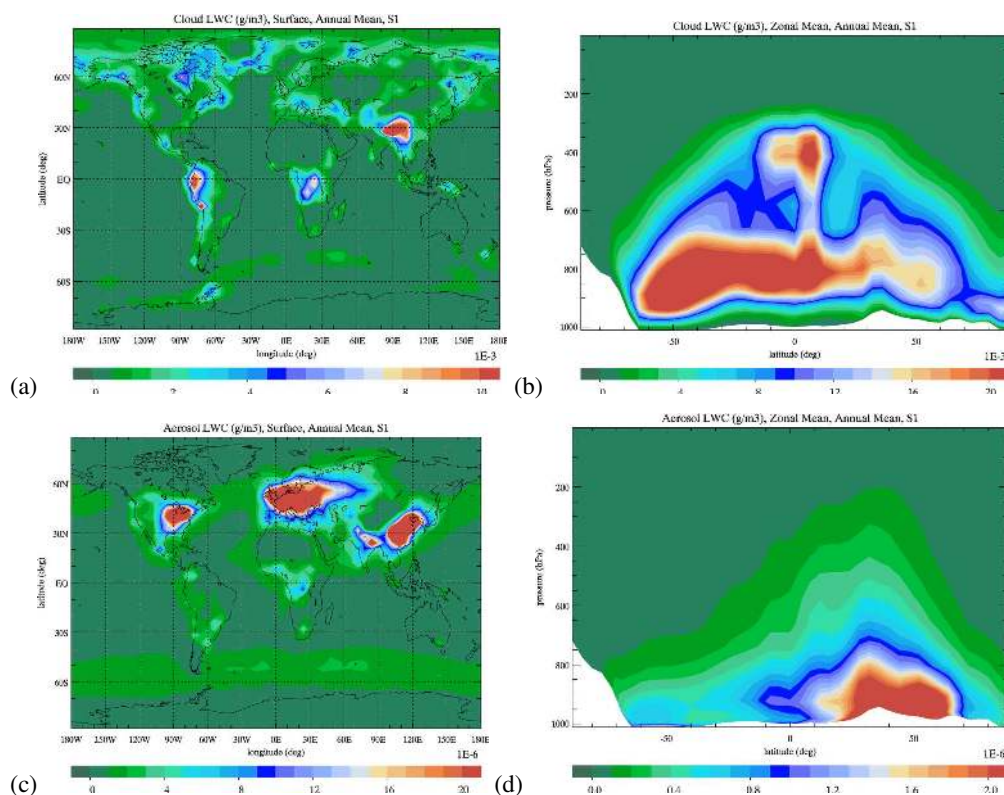 Cloud LWC (g/m3), Surface, Annual Mean, S1
60N
30N
EQ
30S
60S
latitude (deg)
180W 150W 120W 90W 60W 30W 0E 30E 60E 90E 120E 150E 180E
longitude (deg)
1E-3
0 2 4 6 8 10
(a)
Cloud LWC (g/m3), Zonal Mean, Annual Mean, S1
200
400
600
800
1000
pressure (hPa)
-50 0 50
latitude (deg)
1E-3
0 4 8 12 16 20
(b)
Aerosol LWC (g/m3), Surface, Annual Mean, S1
60N
30N
EQ
30S
60S
latitude (deg)
180W 150W 120W 90W 60W 30W 0E 30E 60E 90E 120E 150E 180E
longitude (deg)
1E-6
0 4 8 12 16 20
(c)
Aerosol LWC (g/m3), Zonal Mean, Annual Mean, S1
200
400
600
800
1000
pressure (hPa)
-50 0 50
latitude (deg)
1E-6
0.0 0.4 0.8 1.2 1.6 2.0
(d)